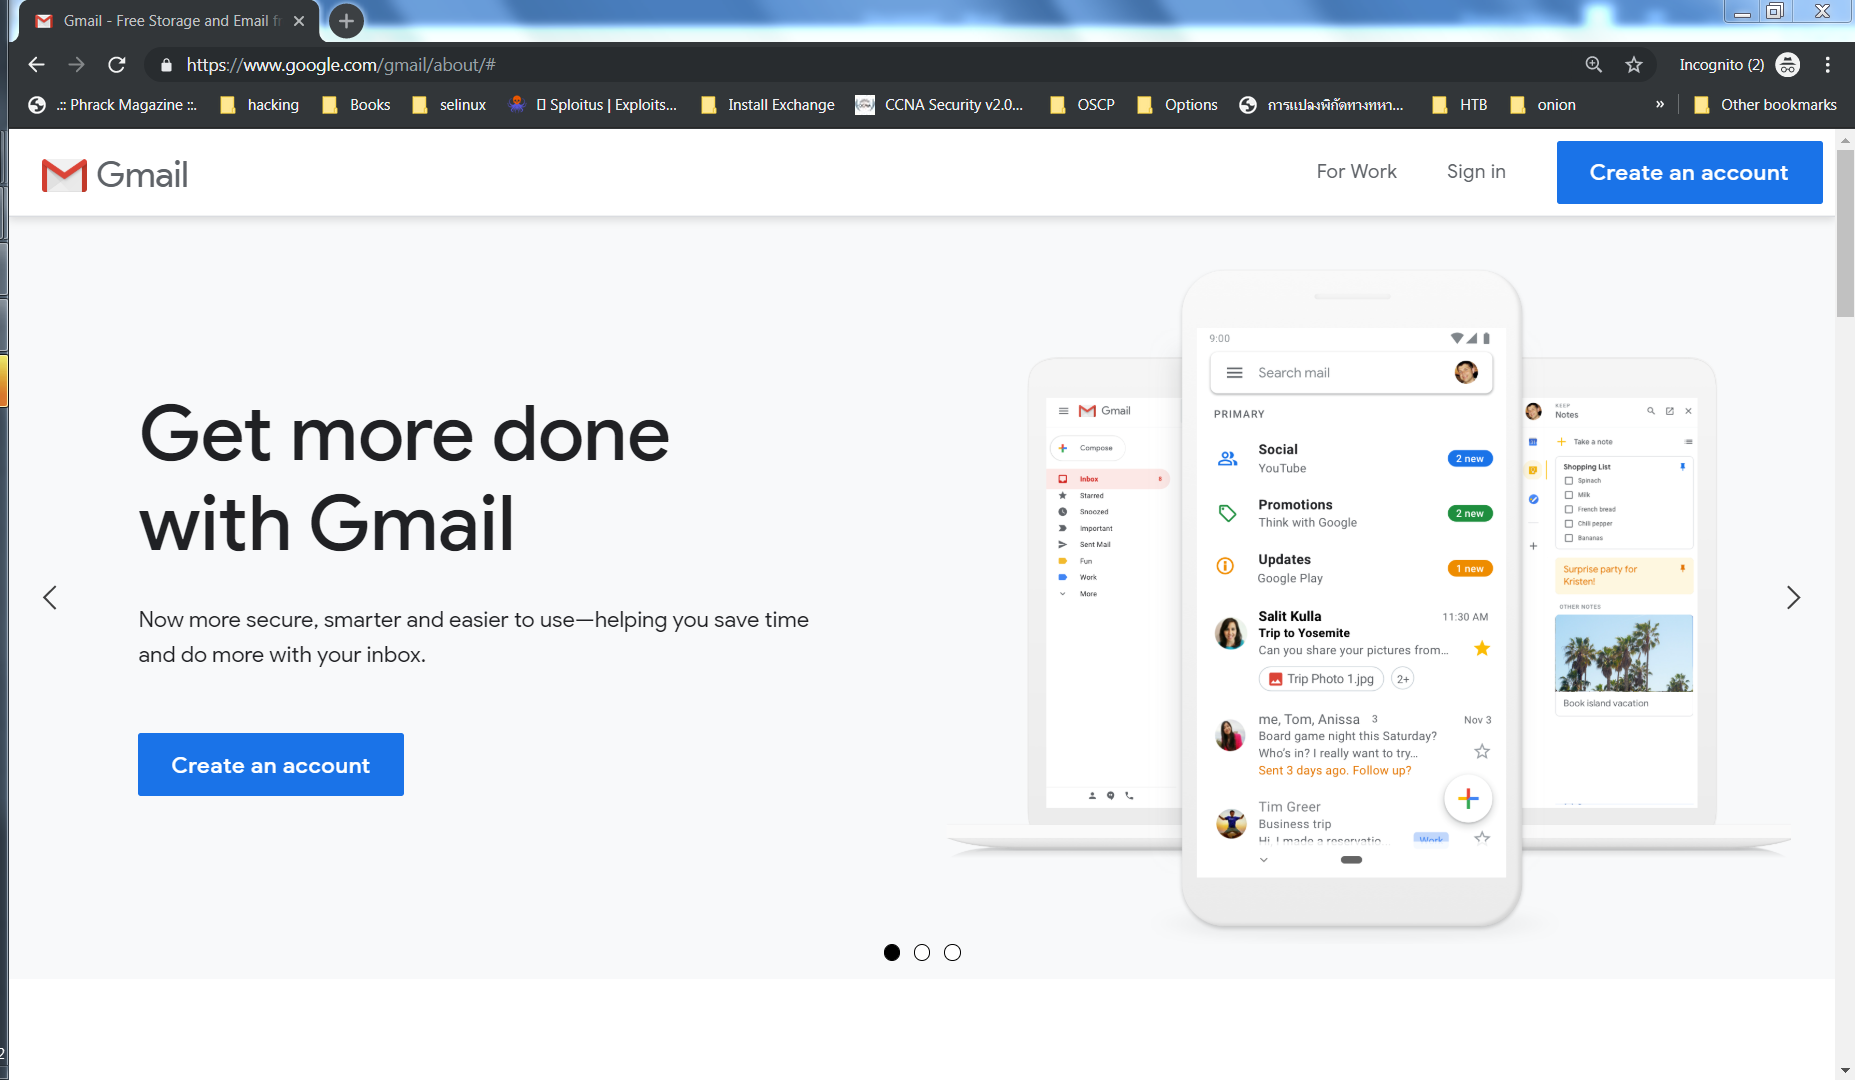 Gmail - Free Storage and Email fr
https://www.google.com/gmail/about/#
Incognito (2)
.:: Phrack Magazine ::.
hacking
Books
selinux
Sploitus | Exploits...
Install Exchange
CCNA Security v2.0...
OSCP
Options
การแปลงพิกัดทางทหา...
HTB
onion
»
Other bookmarks
Gmail
For Work
Sign in
Create an account
Get more done
with Gmail
Now more secure, smarter and easier to use—helping you save time
and do more with your inbox.
Create an account
Gmail
Compose
Inbox 8
Starred
Snoozed
Important
Sent Mail
Fun
Work
More
9:00
Search mail
PRIMARY
Social
YouTube
2 new
Promotions
Think with Google
2 new
Updates
Google Play
1 new
Salit Kulla 11:30 AM
Trip to Yosemite
Can you share your pictures from...
Trip Photo 1.jpg 2+
me, Tom, Anissa 3 Nov 3
Board game night this Saturday?
Who's in? I really want to try...
Sent 3 days ago. Follow up?
Tim Greer
Business trip
Hi, I made a reservatio...
Work
KEEP
Notes
Take a note
Shopping List
Spinach
Milk
French bread
Chili pepper
Bananas
Surprise party for
Kristen!
OTHER NOTES
Book island vacation
2